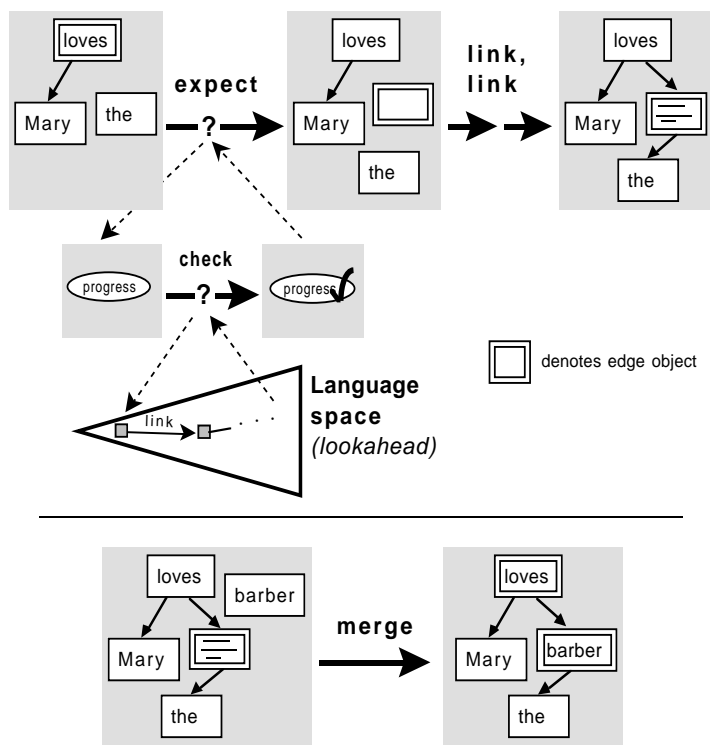 loves
Mary
the
expect
?
loves
Mary
the
link,
link
loves
Mary
the
progress
check
?
progress
denotes edge object
link
Language
space
(lookahead)
loves
barber
Mary
the
merge
loves
Mary
barber
the